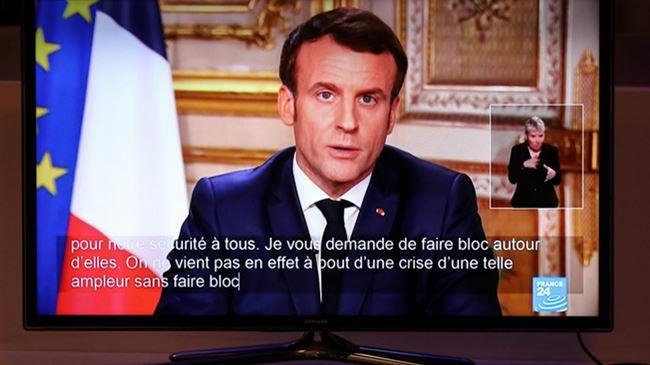 pour notre sécurité à tous. Je vous demande de faire bloc autour
d'elles. On ne vient pas en effet à bout d'une crise d'une telle
ampleur sans faire bloc
FRANCE
24
SAMSUNG